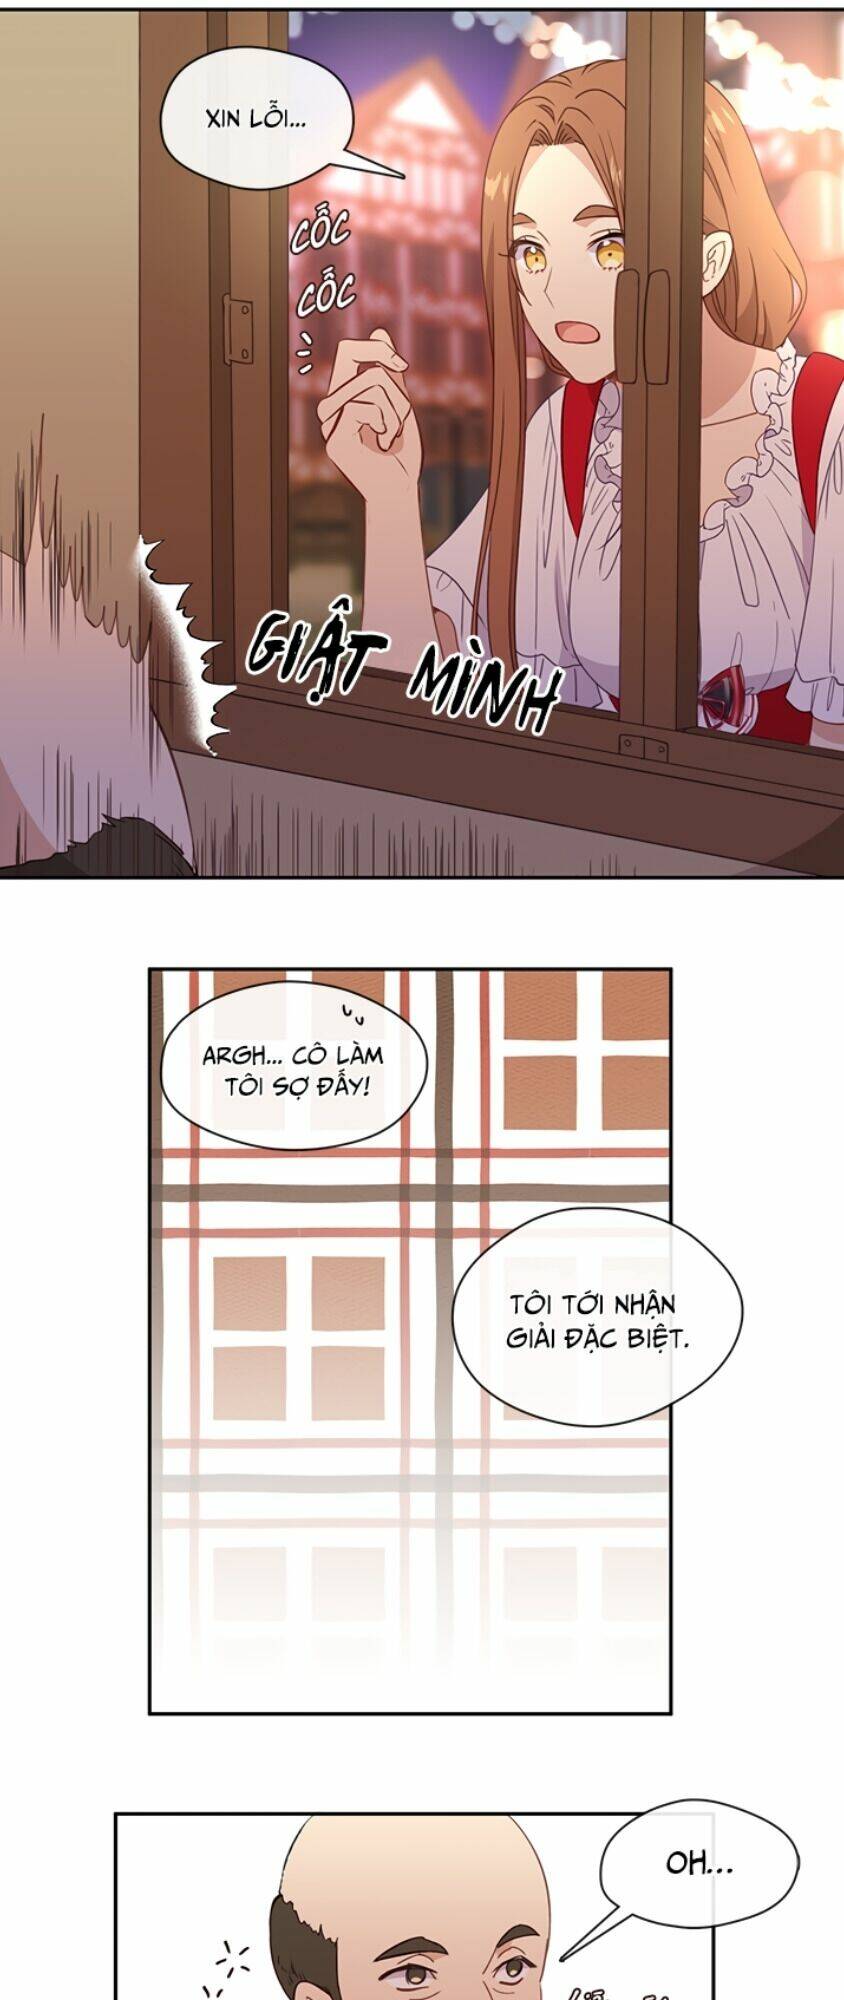 XIN LỖI...
CỐC
CỐC
GIẬT MÌNH
ARGH... CÔ LÀM
TÔI SỢ ĐẤY!
TÔI TỚI NHẬN
GIẢI ĐẶC BIỆT.
OH...